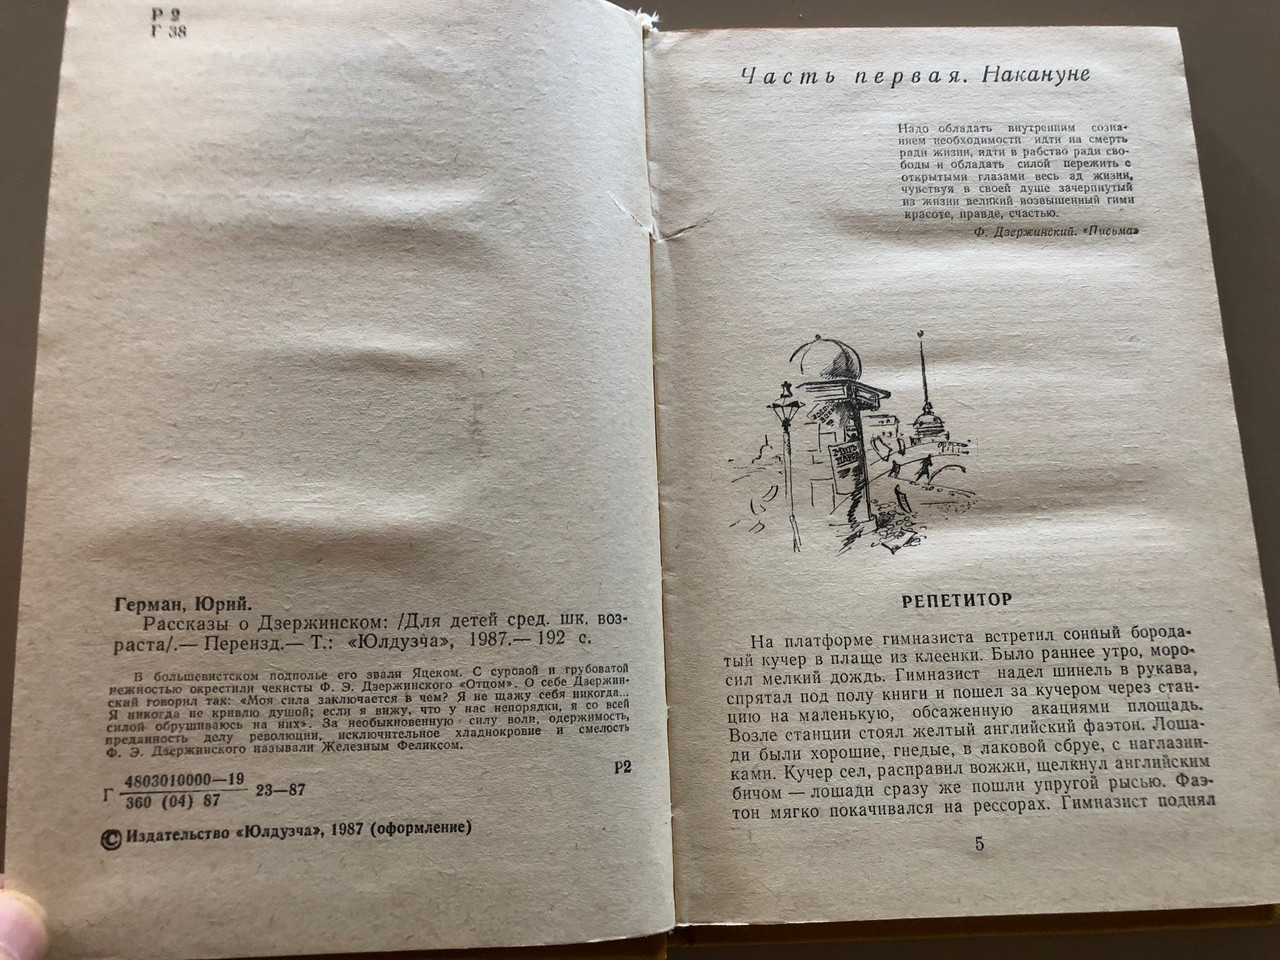 Р 2
Г 38
Герман, Юрий.
Рассказы о Дзержинском: /Для детей сред. шк. воз-
раста/.— Переизд.— Т.: «Юлдузча», 1987.— 192 с.
В большевистском подполье его звали Яцеком. С суровой и грубоватой
нежностью окрестили чекисты Ф. Э. Дзержинского «Отцом». О себе Дзержин-
ский говорил так: «Моя сила заключается в чем? Я не щажу себя никогда...
Я никогда не кривлю душой; если я вижу, что у нас непорядки, я со всей
силой обрушиваюсь на них». За необыкновенную силу воли, одержимость,
преданность делу революции, исключительное хладнокровие и смелость
Ф. Э. Дзержинского называли Железным Феликсом.
Г 4803010000—19
360 (04) 87
23—87
Р2
© Издательство «Юлдузча», 1987 (оформление)
Часть первая. Накануне
Надо обладать внутренним созна-
нием необходимости идти на смерть
ради жизни, идти в рабство ради сво-
боды и обладать силой пережить с
открытыми глазами весь ад жизни,
чувствуя в своей душе зачерпнутый
из жизни великий возвышенный гимн
красоте, правде, счастью.
Ф. Дзержинский. «Письма»
РЕПЕТИТОР
На платформе гимназиста встретил сонный борода-
тый кучер в плаще из клеенки. Было раннее утро, моро-
сил мелкий дождь. Гимназист надел шинель в рукава,
спрятал под полу книги и пошел за кучером через стан-
цию на маленькую, обсаженную акациями площадь.
Возле станции стоял желтый английский фаэтон. Лоша-
ди были хорошие, гнедые, в лаковой сбруе, с наглазни-
ками. Кучер сел, расправил вожжи, щелкнул английским
бичом — лошади сразу же пошли упругой рысью. Фаэ-
тон мягко покачивался на рессорах. Гимназист поднял
5